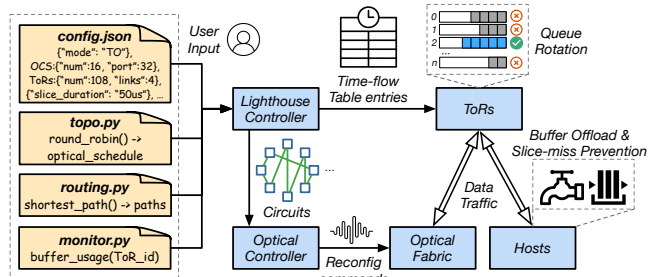 config.json
{"mode": "TO"},
OCS:{"num":16, "port":32},
ToRs:{"num":108, "links":4},
{"slice_duration": "50us"}, ...
topo.py
round_robin() ->
optical_schedule
routing.py
shortest_path() -> paths
monitor.py
buffer_usage(ToR_id)
User
Input
Lighthouse
Controller
Time-flow
Table entries
0
1
2
...
n
Queue
Rotation
ToRs
Buffer Offload &
Slice-miss Prevention
...
Circuits
Data
Traffic
Optical
Controller
Reconfig
commands
Optical
Fabric
Hosts